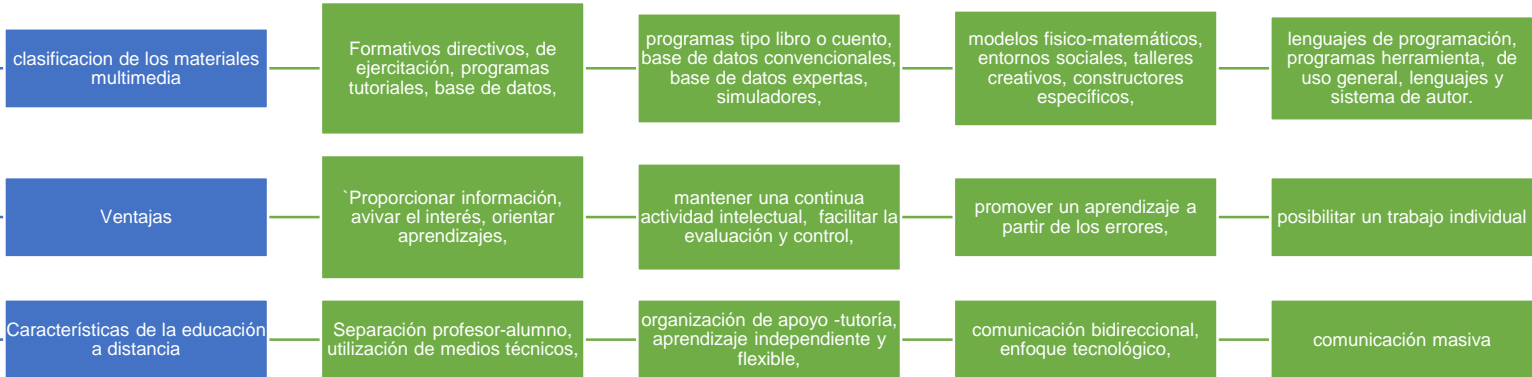 clasificacion de los materiales
multimedia
Formativos directivos, de
ejercitación, programas
tutoriales, base de datos,
programas tipo libro o cuento,
base de datos convencionales,
base de datos expertas,
simuladores,
modelos fisico-matemáticos,
entornos sociales, talleres
creativos, constructores
específicos,
lenguajes de programación,
programas herramienta,  de
uso general, lenguajes y
sistema de autor.
Ventajas
`Proporcionar información,
avivar el interés, orientar
aprendizajes,
mantener una continua
actividad intelectual,  facilitar la
evaluación y control,
promover un aprendizaje a
partir de los errores,
posibilitar un trabajo individual
Características de la educación
a distancia
Separación profesor-alumno,
utilización de medios técnicos,
organización de apoyo -tutoría,
aprendizaje independiente y
flexible,
comunicación bidireccional,
enfoque tecnológico,
comunicación masiva